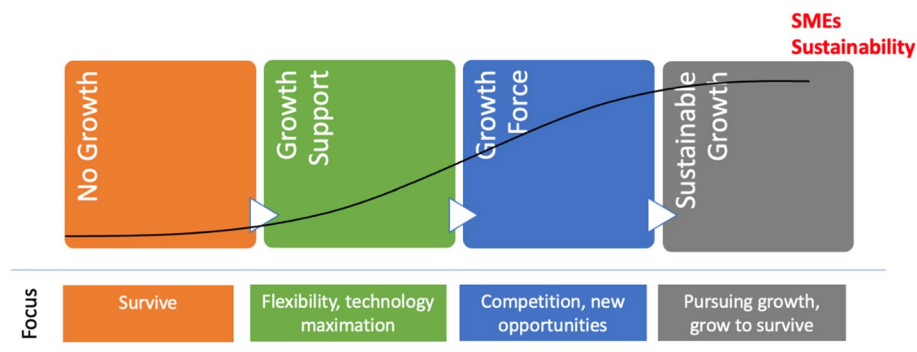 SMEs
Sustainability
No Growth
Growth
Support
Growth
Force
Sustainable
Growth
Focus
Survive
Flexibility, technology
maximation
Competition, new
opportunities
Pursuing growth,
grow to survive